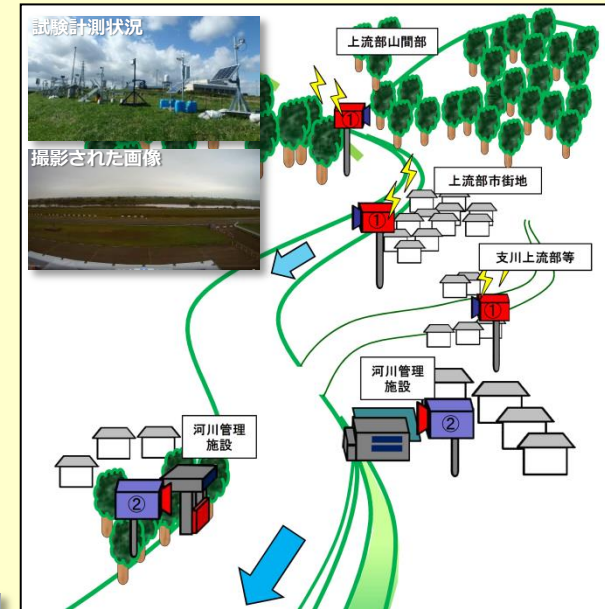 試験計測状況
撮影された画像
上流部山間部
①
上流部市街地
①
支川上流部等
①
河川管理
施設
②
河川管理
施設
②